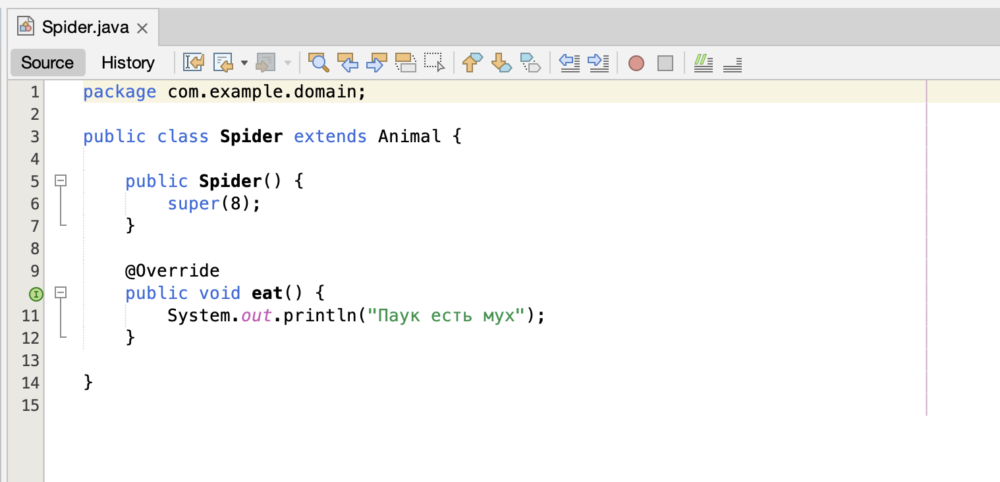 Spider.java
Source History
1 package com.example.domain;
2
3 public class Spider extends Animal {
4
5 public Spider() {
6 super(8);
7 }
8
9 @Override
I public void eat() {
11 System.out.println("Паук есть мух");
12 }
13
14 }
15